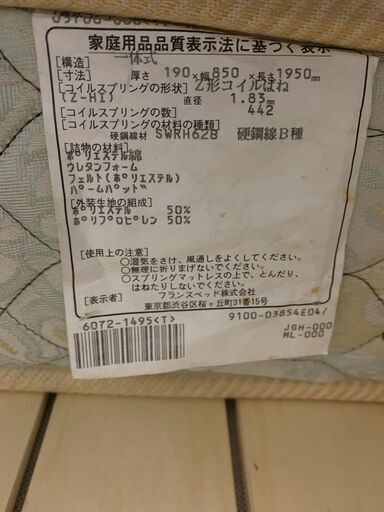 家庭用品品質表示法に基づく表示
[構造] 一体式
[寸法] 厚さ 190×幅850×長さ1950mm
[コイルスプリングの形状] Z形コイルばね
(Z-HI) 直径 1.83mm
[コイルスプリングの数] 442
[コイルスプリングの材料の種類]
硬鋼線材 SWRH62B 硬鋼線B種
[詰物の材料]
ポリエステル綿
ウレタンフォーム
フェルト(ポリエステル)
パームパッド
[外装生地の組成]
ポリエステル 50%
ポリプロピレン 50%
[使用上の注意]
○湿気をさけ、風通しをよくしてください。
○無理に折りまげないでください。
○スプリングマットレスの上で、とんだり、
はねたりしないでください。
[表示者] フランスベッド株式会社
東京都渋谷区桜ヶ丘町31番15号
6072-1495<T> 9100-03854E04/
JGH-000
ML-000